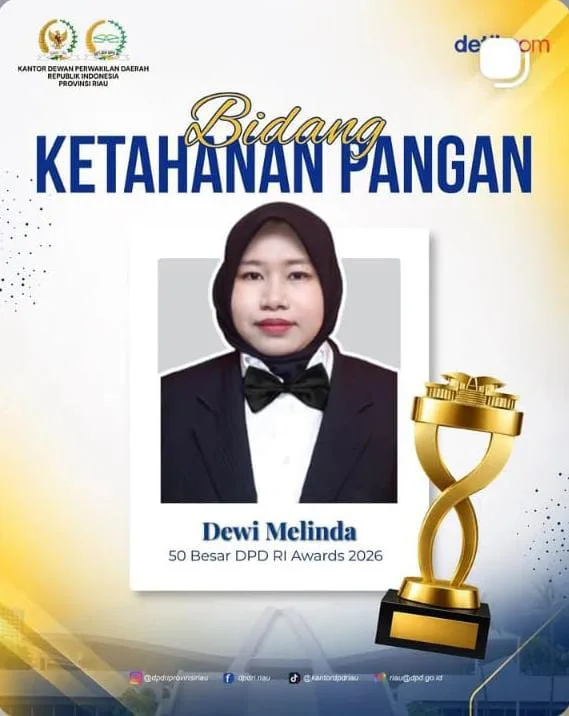 KANTOR DEWAN PERWAKILAN DAERAH
REPUBLIK INDONESIA
PROVINSI RIAU
Bidang
KETAHANAN PANGAN
Dewi Melinda
50 Besar DPD RI Awards 2026
@dpdriprovinsiriau
dpdri.riau
@kantordpdriau
riau@dpd.go.id